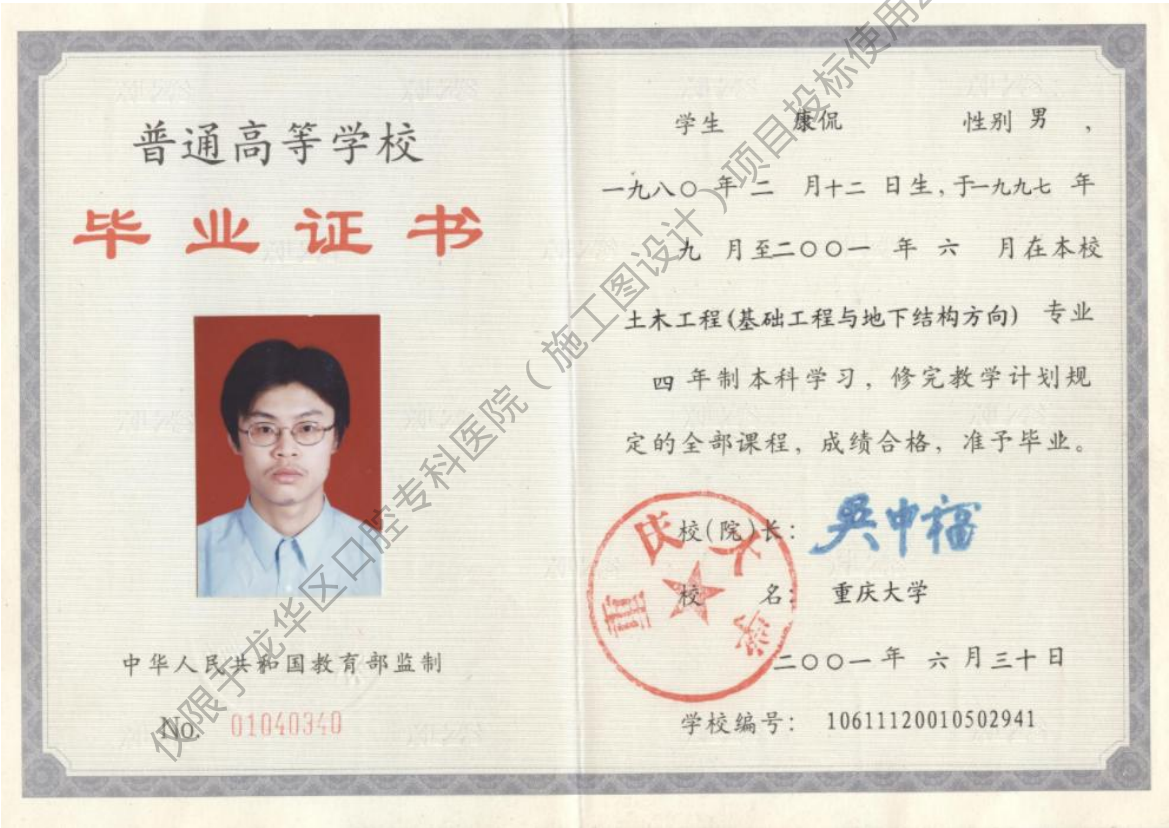 普通高等学校
毕业证书
中华人民共和国教育部监制
No. 01040340
学生 康侃 性别 男 ,
一九八〇 年 二 月十二 日生,于一九九七 年
九 月至二〇〇一 年 六 月在本校
土木工程(基础工程与地下结构方向) 专业
四 年制本科学习，修完教学计划规
定的全部课程，成绩合格，准予毕业。
校(院)长: 吴中福
校 名: 重庆大学
二〇〇一年 六 月三十日
学校编号: 10611120010502941
重庆大学
仅限于龙华区口腔专科医院（施工图设计）项目投标使用